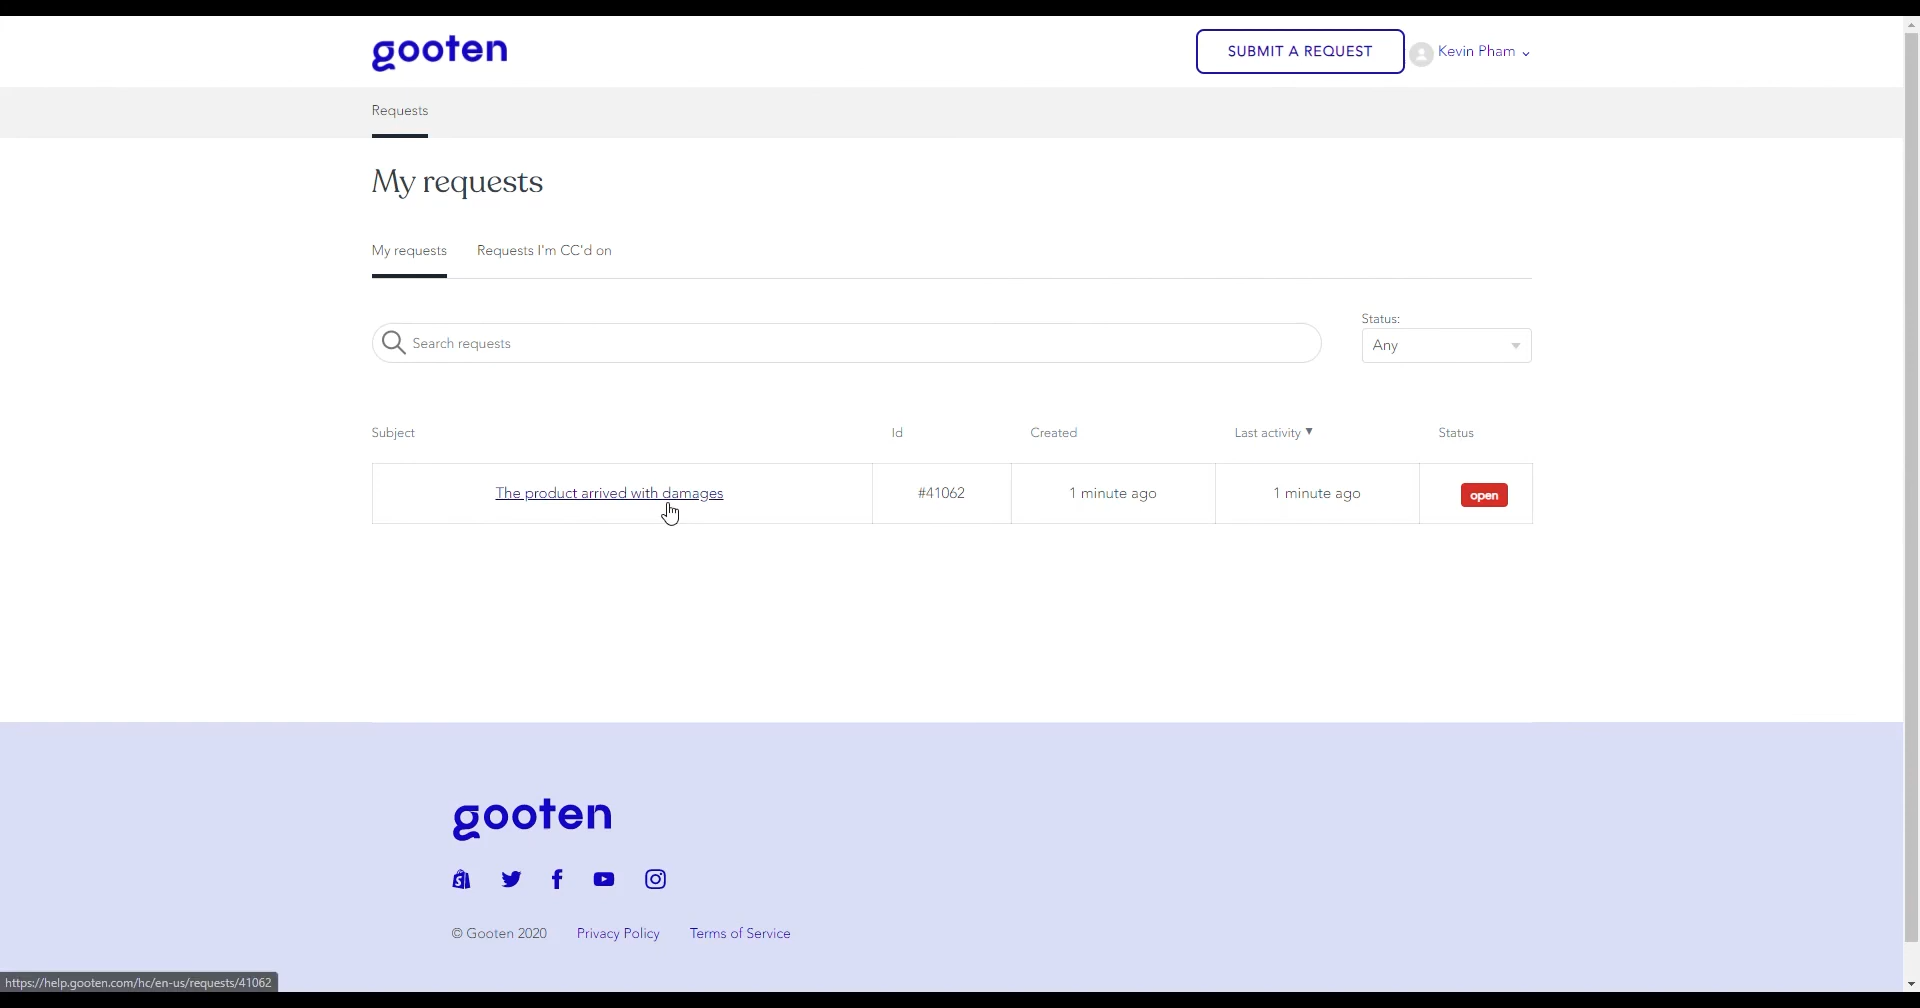 gooten
SUBMIT A REQUEST
Kevin Pham
Requests
My requests
My requests
Requests I'm CC'd on
Search requests
Status:
Any
Subject
Id
Created
Last activity ▼
Status
The product arrived with damages
#41062
1 minute ago
1 minute ago
open
gooten
© Gooten 2020
Privacy Policy
Terms of Service
https://help.gooten.com/hc/en-us/requests/41062